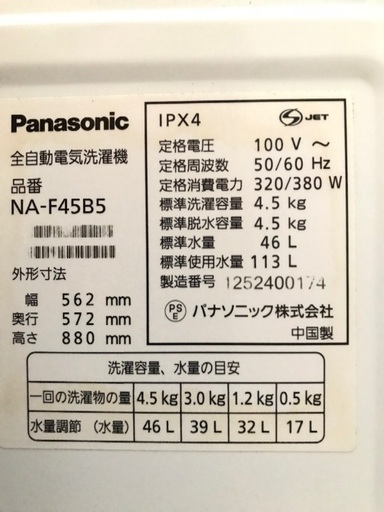 Panasonic
全自動電気洗濯機
品番
NA-F45B5
外形寸法
幅 562 mm
奥行 572 mm
高さ 880 mm
IPX4
S JET
定格電圧 100 V ～
定格周波数 50/60 Hz
定格消費電力 320/380 W
標準洗濯容量 4.5 kg
標準脱水容量 4.5 kg
標準水量 46 L
標準使用水量 113 L
製造番号 1252400174
PS E パナソニック株式会社
中国製
洗濯容量、水量の目安
一回の洗濯物の量 4.5 kg 3.0 kg 1.2 kg 0.5 kg
水量調節（水量） 46 L 39 L 32 L 17 L